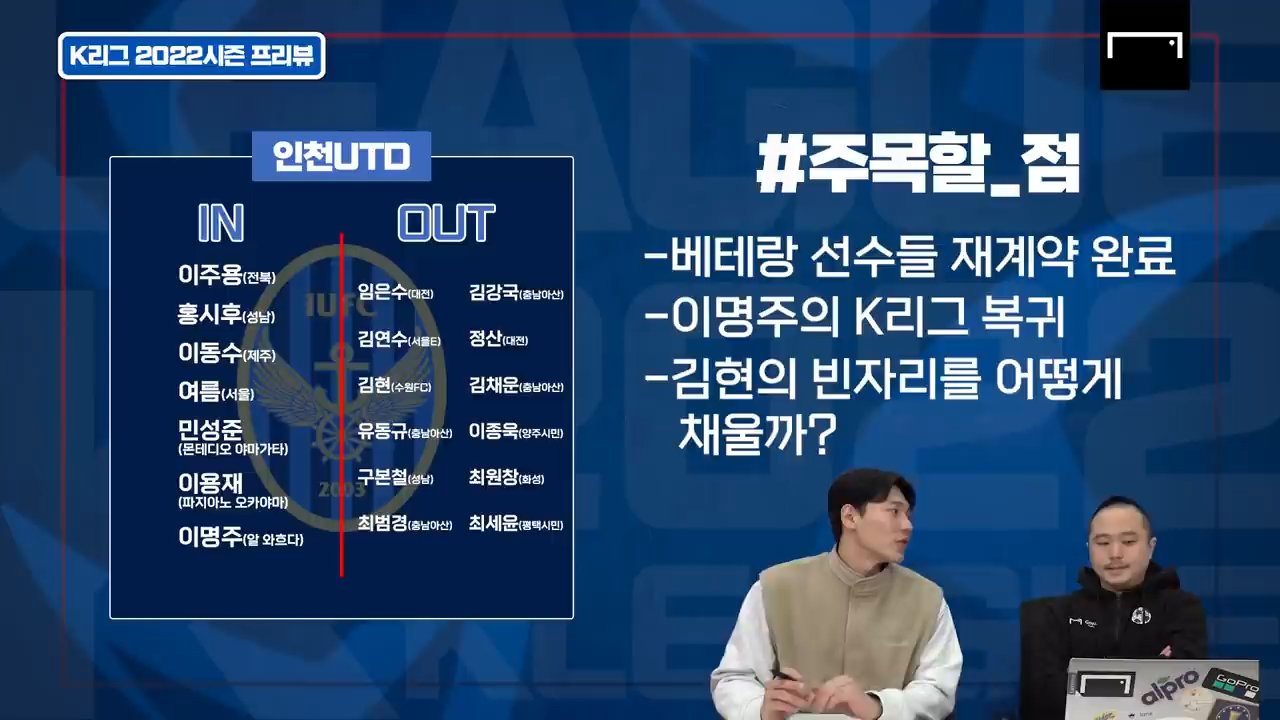 K리그 2022시즌 프리뷰
인천UTD
IN
OUT
이주용(전북)
홍시후(성남)
이동수(제주)
여름(서울)
민성준
(몬테디오 야마가타)
이용재
(파지아노 오카야마)
이명주(알 와흐다)
임은수(대전)
김연수(서울E)
김현(수원FC)
유동규(충남아산)
구본철(성남)
최범경(충남아산)
김강국(충남아산)
정산(대전)
김채운(충남아산)
이종욱(양주시민)
최원창(화성)
최세윤(평택시민)
IUFC
2003
#주목할_점
-베테랑 선수들 재계약 완료
-이명주의 K리그 복귀
-김현의 빈자리를 어떻게
채울까?
alpro
GoPro
LEAGUE
2022